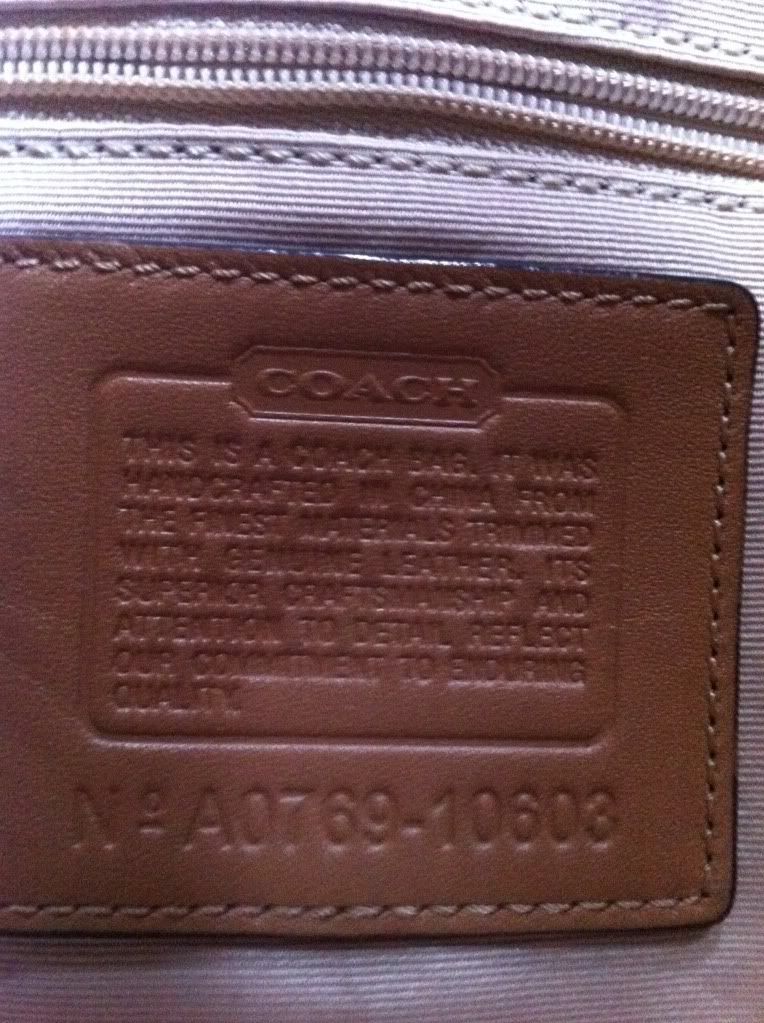 COACH
THIS IS A COACH BAG. IT WAS
HANDCRAFTED IN CHINA FROM
THE FINEST MATERIALS TRIMMED
WITH GENUINE LEATHER. ITS
SUPERIOR CRAFTSMANSHIP AND
ATTENTION TO DETAIL REFLECT
OUR COMMITMENT TO ENDURING
QUALITY.
Nº A0769-10603